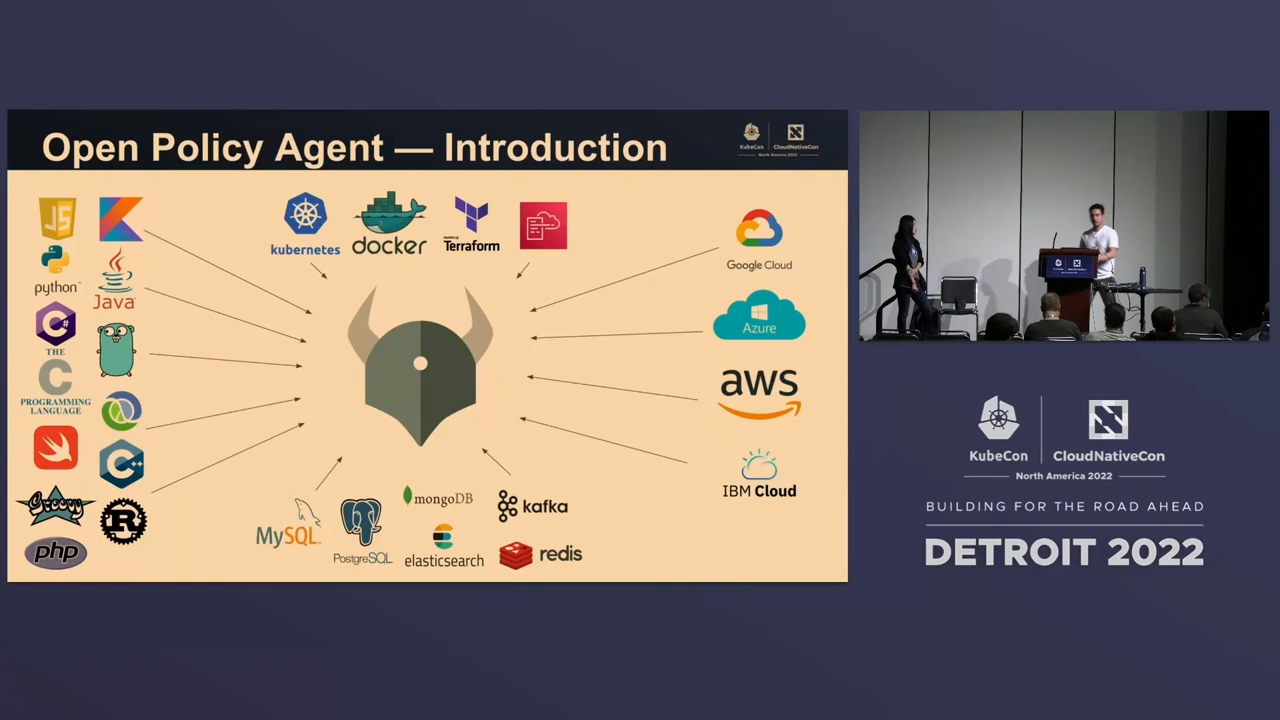 Open Policy Agent — Introduction
KubeCon
CloudNativeCon
North America 2022
JS
python
Java
C#
THE
C
PROGRAMMING
LANGUAGE
C++
Groovy
R
php
kubernetes
docker
HashiCorp
Terraform
Google Cloud
Azure
aws
IBM Cloud
MySQL
PostgreSQL
mongoDB
elasticsearch
kafka
redis
KubeCon
CloudNativeCon
North America 2022
BUILDING FOR THE ROAD AHEAD
DETROIT 2022